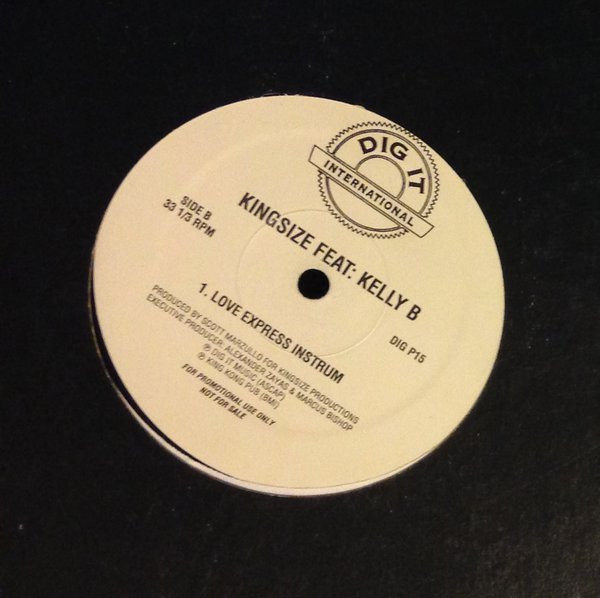 DIG IT
INTERNATIONAL
SIDE B
33 1/3 RPM
KINGSIZE FEAT: KELLY B
DIG P15
1. LOVE EXPRESS INSTRUM
PRODUCED BY SCOTT MARZULLO FOR KINGSIZE PRODUCTIONS
EXECUTIVE PRODUCER: ALEXANDER ZAYAS & MARCUS BISHOP
℗ DIG IT MUSIC (ASCAP)
℗ KING KONG PUB (BMI)
FOR PROMOTIONAL USE ONLY
NOT FOR SALE